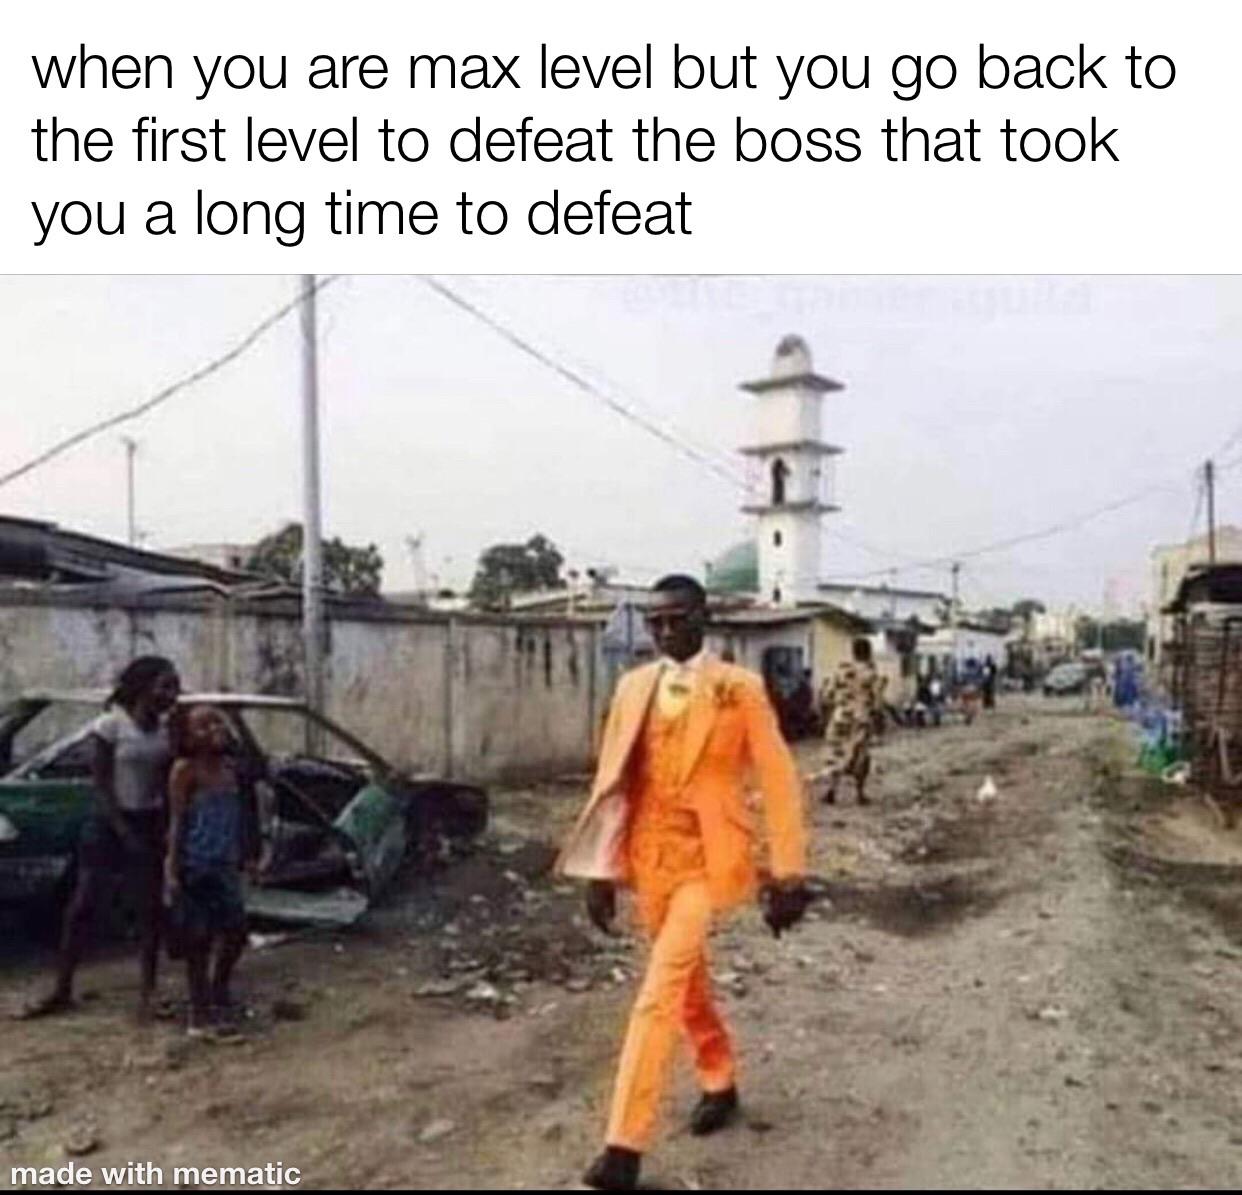 when you are max level but you go back to
the first level to defeat the boss that took
you a long time to defeat
made with mematic